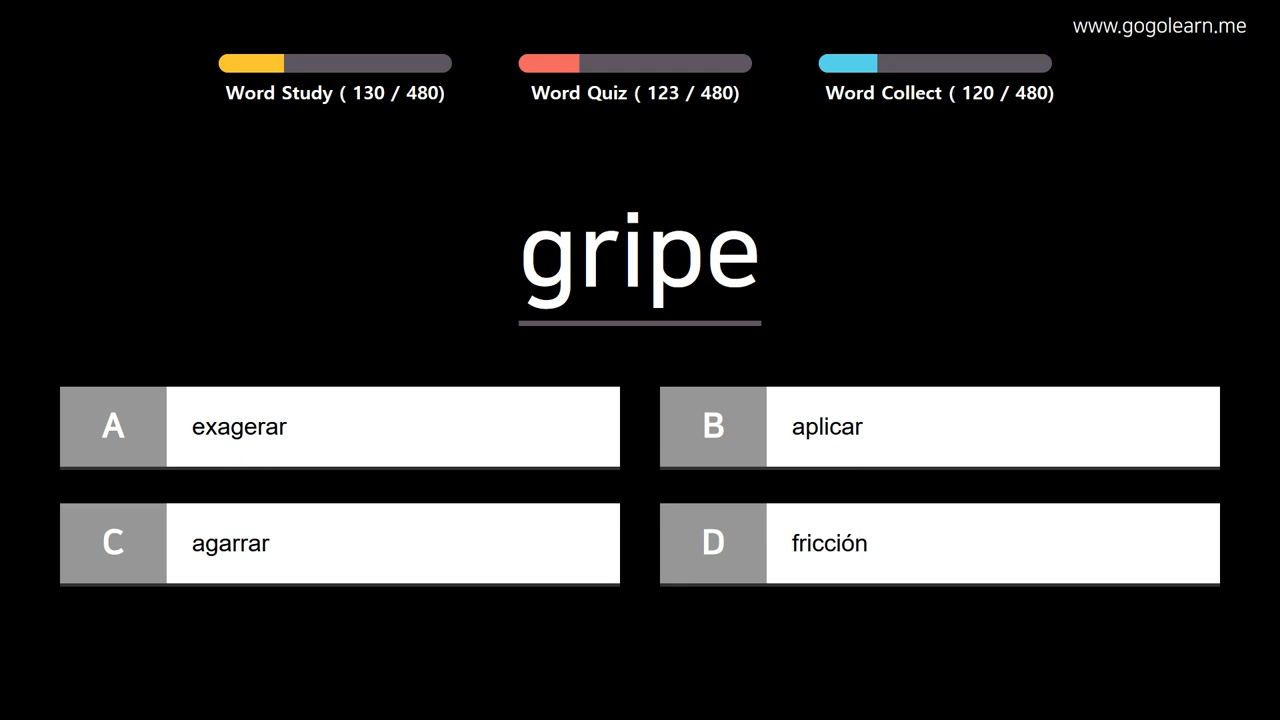 www.gogolearn.me
Word Study ( 130 / 480)
Word Quiz ( 123 / 480)
Word Collect ( 120 / 480)
gripe
A exagerar
B aplicar
C agarrar
D fricción